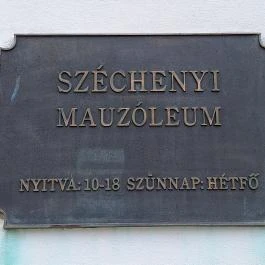 SZÉCHENYI
MAUZÓLEUM
NYITVA: 10-18 SZÜNNAP: HÉTFŐ